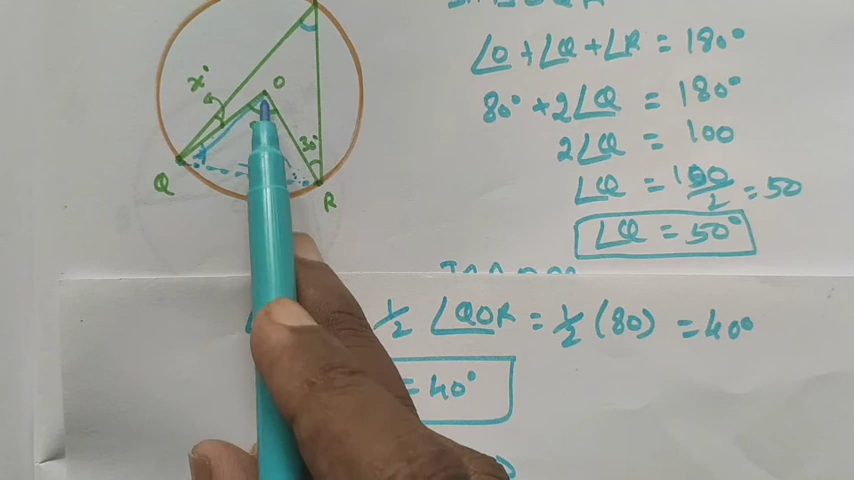 ∠O + ∠Q + ∠R = 180°
80° + 2∠Q = 180°
2∠Q = 100
∠Q = 100/2 = 50
∠Q = 50°
x°
O
30°
Q
R
1/2 ∠QOR = 1/2 (80) = 40°
= 40°